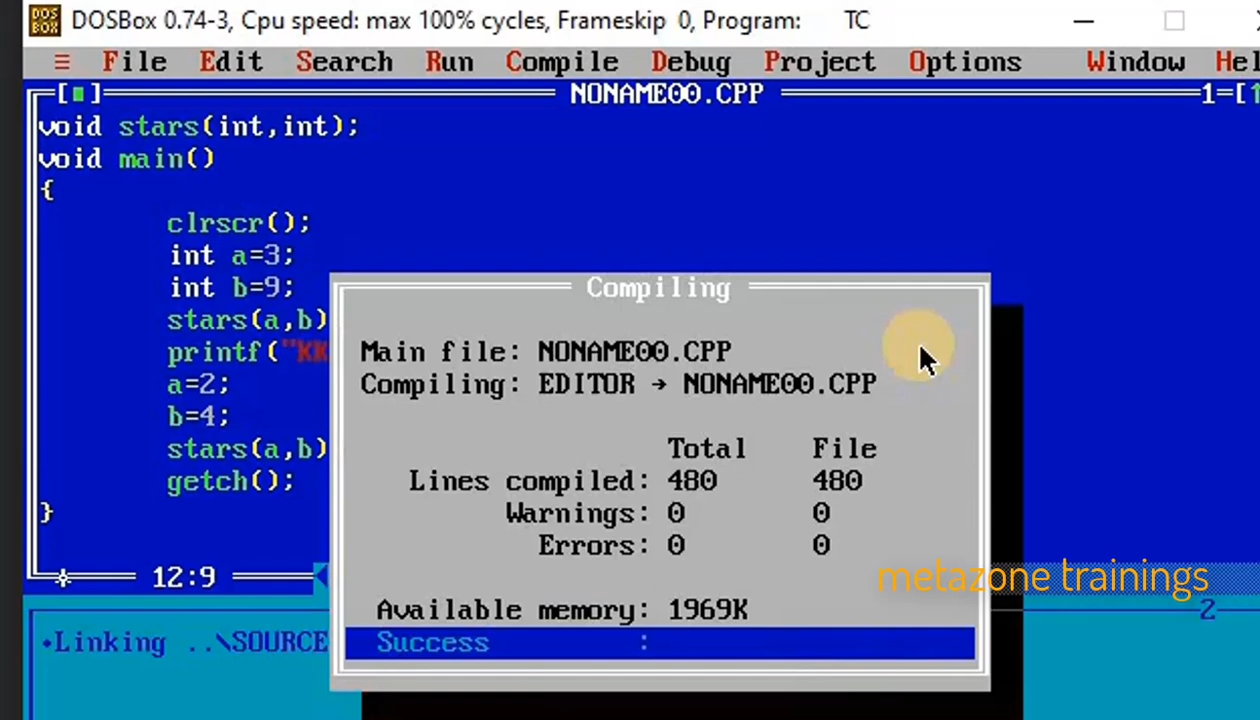 DOSBox 0.74-3, Cpu speed: max 100% cycles, Frameskip 0, Program: TC
≡ File Edit Search Run Compile Debug Project Options Window Hel
[■] NONAME00.CPP 1=[↑
void stars(int,int);
void main()
{
clrscr();
int a=3;
int b=9;
stars(a,b)
printf("KK
a=2;
b=4;
stars(a,b)
getch();
}
12:9
Compiling
Main file: NONAME00.CPP
Compiling: EDITOR → NONAME00.CPP
Total File
Lines compiled: 480 480
Warnings: 0 0
Errors: 0 0
Available memory: 1969K
Success :
metazone trainings
2
•Linking ..\SOURCE